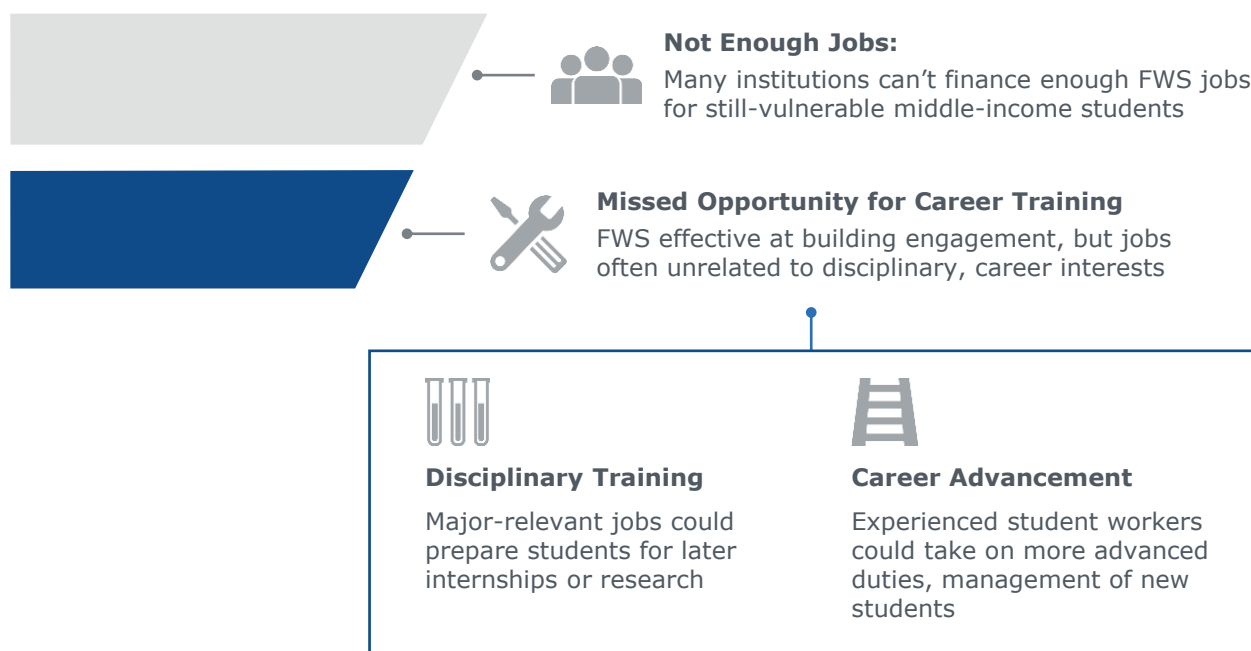 Not Enough Jobs:
Many institutions can’t finance enough FWS jobs
for still-vulnerable middle-income students
Missed Opportunity for Career Training
FWS effective at building engagement, but jobs
often unrelated to disciplinary, career interests
Disciplinary Training
Major-relevant jobs could
prepare students for later
internships or research
Career Advancement
Experienced student workers
could take on more advanced
duties, management of new
students